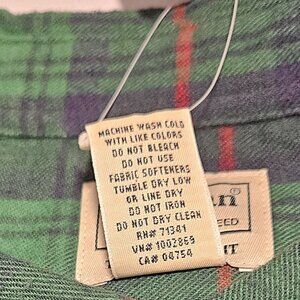 MACHINE WASH COLD
WITH LIKE COLORS
DO NOT BLEACH
DO NOT USE
FABRIC SOFTENERS
TUMBLE DRY LOW
OR LINE DRY
DO NOT IRON
DO NOT DRY CLEAN
RN# 71341
VN# 1002869
CA# 04754